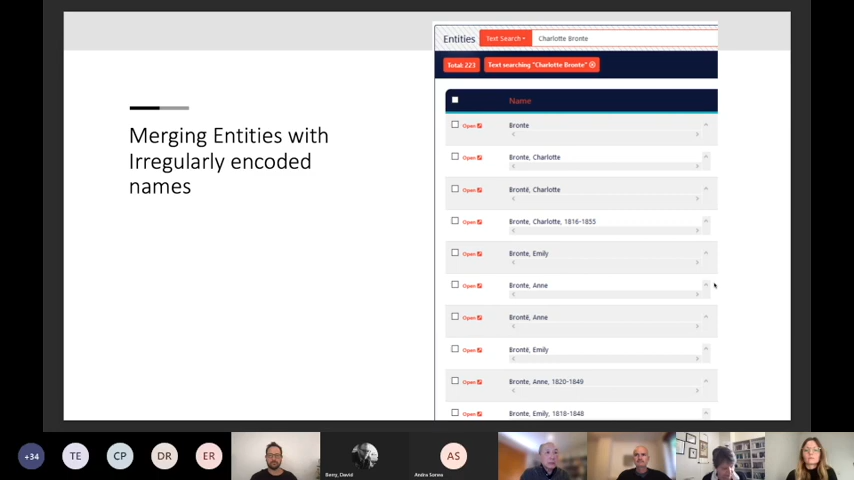 Entities
Text Search
Charlotte Bronte
Total: 223
Text searching "Charlotte Bronte"
Name
Merging Entities with
Irregularly encoded
names
Open
Bronte
Open
Bronte, Charlotte
Open
Brontë, Charlotte
Open
Bronte, Charlotte, 1816-1855
Open
Bronte, Emily
Open
Bronte, Anne
Open
Brontë, Anne
Open
Brontë, Emily
Open
Bronte, Anne, 1820-1849
Open
Bronte, Emily, 1818-1848
+34
TE
CP
DR
ER
Berry, David
AS